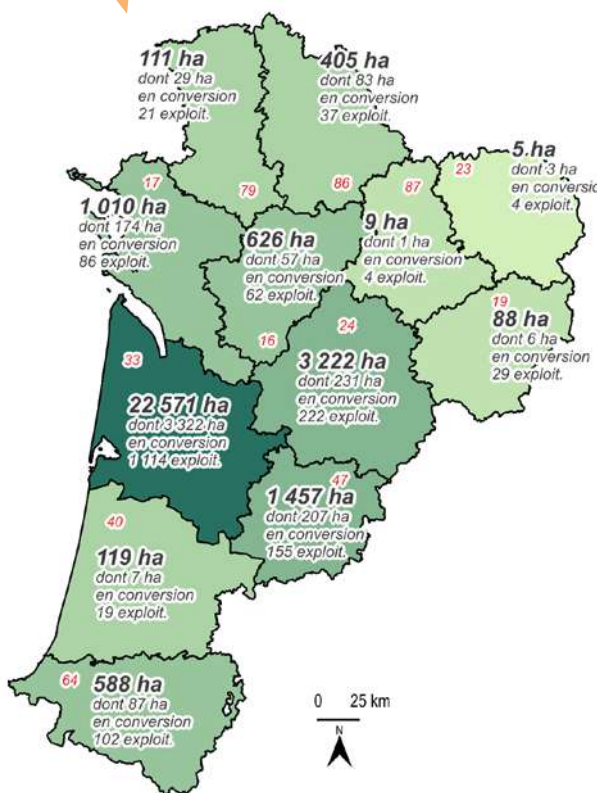 111 ha
dont 29 ha
en conversion
21 exploit.
79
405 ha
dont 83 ha
en conversion
37 exploit.
86
17
1 010 ha
dont 174 ha
en conversion
86 exploit.
626 ha
dont 57 ha
en conversion
62 exploit.
16
87
9 ha
dont 1 ha
en conversion
4 exploit.
23
5 ha
dont 3 ha
en conversio
4 exploit.
19
88 ha
dont 6 ha
en conversion
29 exploit.
24
3 222 ha
dont 231 ha
en conversion
222 exploit.
33
22 571 ha
dont 3 322 ha
en conversion
1 114 exploit.
47
1 457 ha
dont 207 ha
en conversion
155 exploit.
40
119 ha
dont 7 ha
en conversion
19 exploit.
64
588 ha
dont 87 ha
en conversion
102 exploit.
0 25 km
N